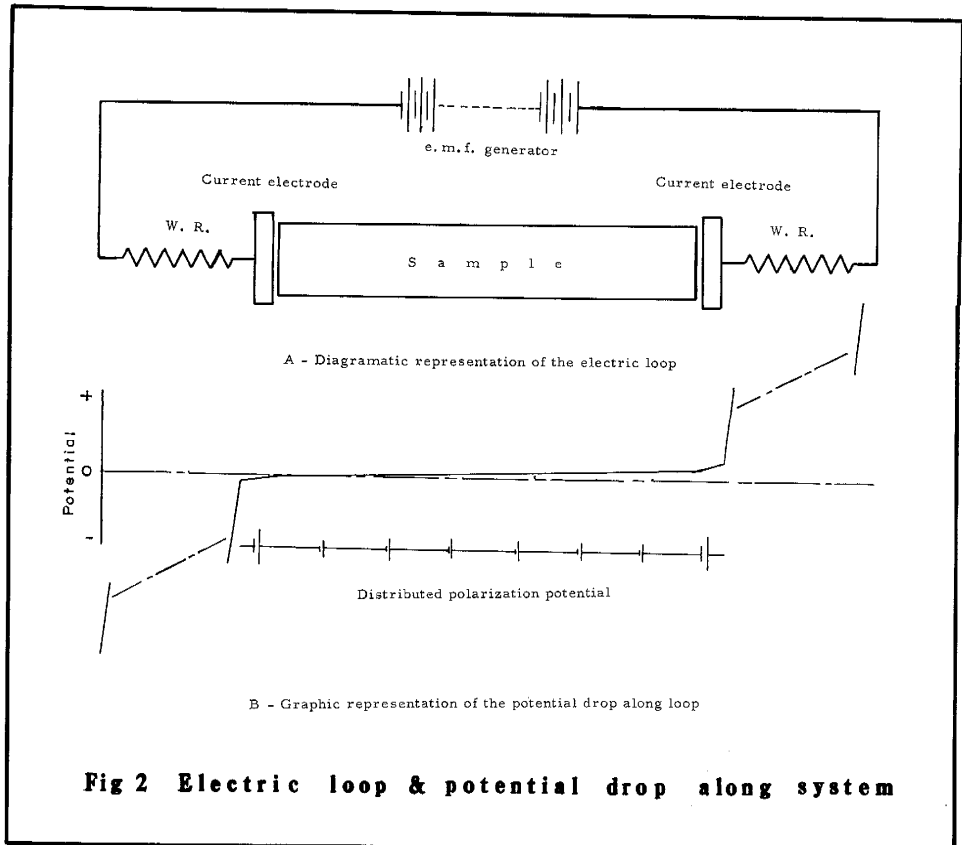 e.m.f. generator
Current electrode Current electrode
W. R. W. R.
Sample
A - Diagramatic representation of the electric loop
+
Potential
0
-
Distributed polarization potential
B - Graphic representation of the potential drop along loop
Fig 2 Electric loop & potential drop along system